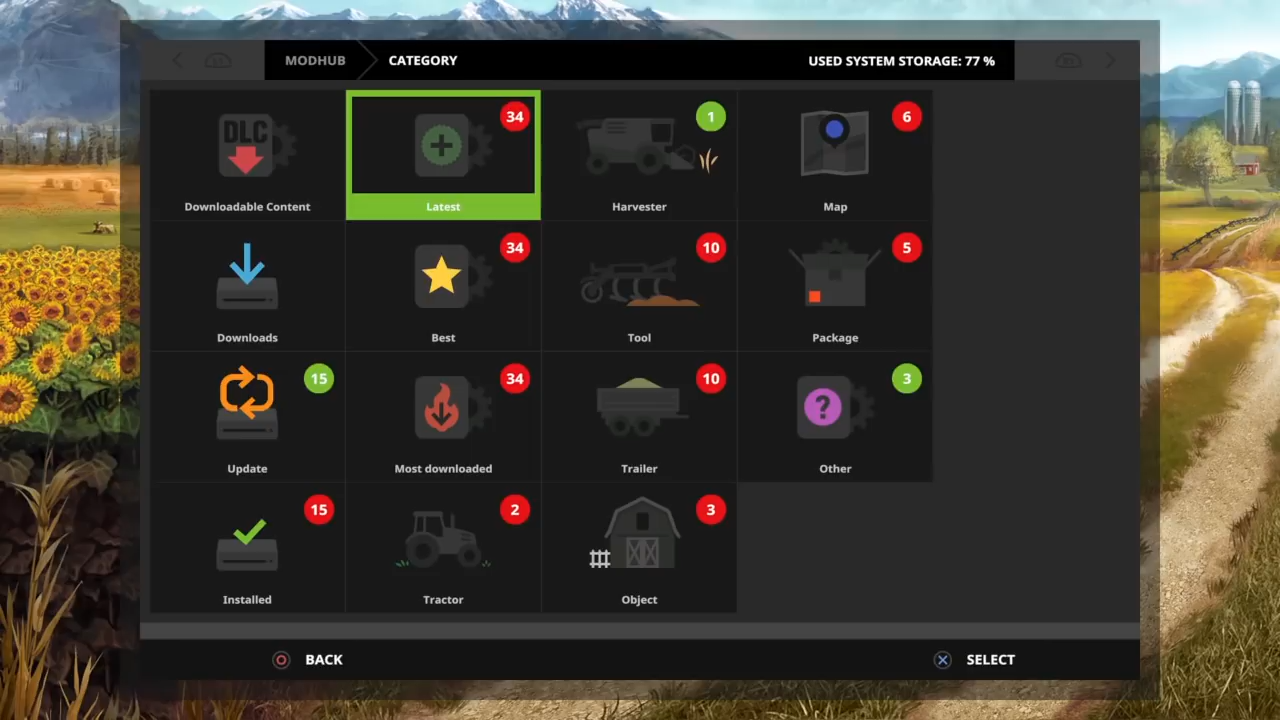 MODHUB CATEGORY USED SYSTEM STORAGE: 77 %
DLC
Downloadable Content
34
Latest
1
Harvester
6
Map
Downloads
34
Best
10
Tool
5
Package
15
Update
34
Most downloaded
10
Trailer
?
3
Other
15
Installed
2
Tractor
3
Object
BACK
SELECT